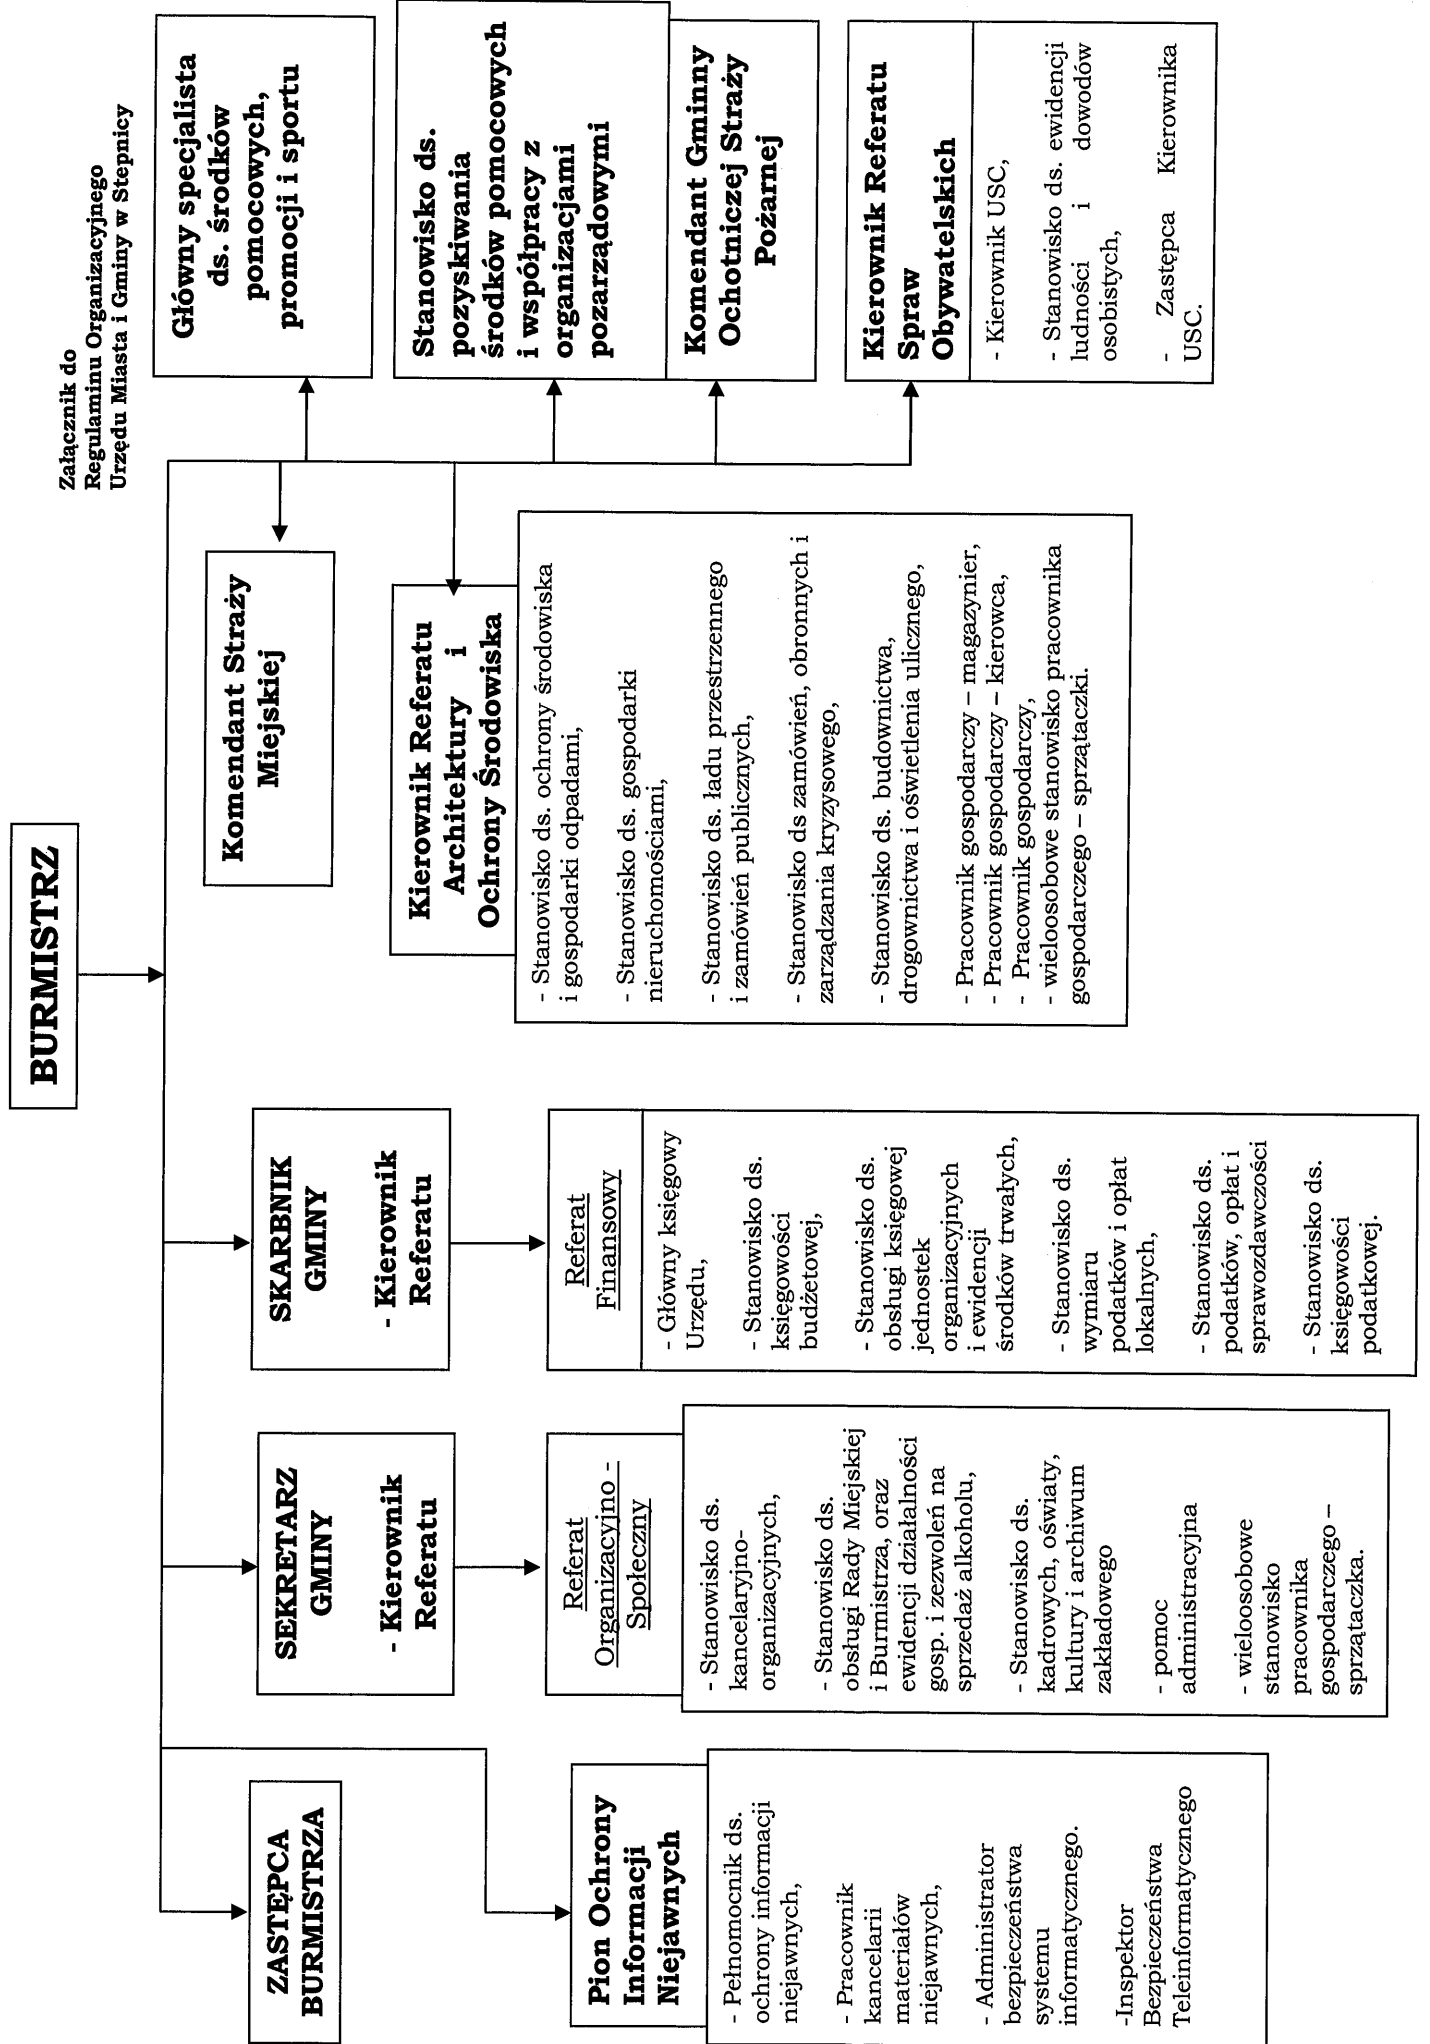 Załącznik do
Regulaminu Organizacyjnego
Urzędu Miasta i Gminy w Stepnicy
BURMISTRZ
ZASTĘPCA
BURMISTRZA
Pion Ochrony
Informacji
Niejawnych
- Pełnomocnik ds.
ochrony informacji
niejawnych,
- Pracownik
kancelarii
materiałów
niejawnych,
- Administrator
bezpieczeństwa
systemu
informatycznego.
-Inspektor
Bezpieczeństwa
Teleinformatycznego
SEKRETARZ
GMINY
- Kierownik
Referatu
Referat
Organizacyjno -
Społeczny
- Stanowisko ds.
kancelaryjno-
organizacyjnych,
- Stanowisko ds.
obsługi Rady Miejskiej
i Burmistrza, oraz
ewidencji działalności
gosp. i zezwoleń na
sprzedaż alkoholu,
- Stanowisko ds.
kadrowych, oświaty,
kultury i archiwum
zakładowego
- pomoc
administracyjna
- wieloosobowe
stanowisko
pracownika
gospodarczego –
sprzątaczka.
SKARBNIK
GMINY
- Kierownik
Referatu
Referat
Finansowy
- Główny księgowy
Urzędu,
- Stanowisko ds.
księgowości
budżetowej,
- Stanowisko ds.
obsługi księgowej
jednostek
organizacyjnych
i ewidencji
środków trwałych,
- Stanowisko ds.
wymiaru
podatków i opłat
lokalnych,
- Stanowisko ds.
podatków, opłat i
sprawozdawczości
- Stanowisko ds.
księgowości
podatkowej.
Komendant Straży
Miejskiej
Kierownik Referatu
Architektury i
Ochrony Środowiska
- Stanowisko ds. ochrony środowiska
i gospodarki odpadami,
- Stanowisko ds. gospodarki
nieruchomościami,
- Stanowisko ds. ładu przestrzennego
i zamówień publicznych,
- Stanowisko ds zamówień, obronnych i
zarządzania kryzysowego,
- Stanowisko ds. budownictwa,
drogownictwa i oświetlenia ulicznego,
- Pracownik gospodarczy – magazynier,
- Pracownik gospodarczy – kierowca,
- Pracownik gospodarczy,
- wieloosobowe stanowisko pracownika
gospodarczego – sprzątaczki.
Główny specjalista
ds. środków
pomocowych,
promocji i sportu
Stanowisko ds.
pozyskiwania
środków pomocowych
i współpracy z
organizacjami
pozarządowymi
Komendant Gminny
Ochotniczej Straży
Pożarnej
Kierownik Referatu
Spraw
Obywatelskich
- Kierownik USC,
- Stanowisko ds. ewidencji
ludności i dowodów
osobistych,
- Zastępca Kierownika
USC.